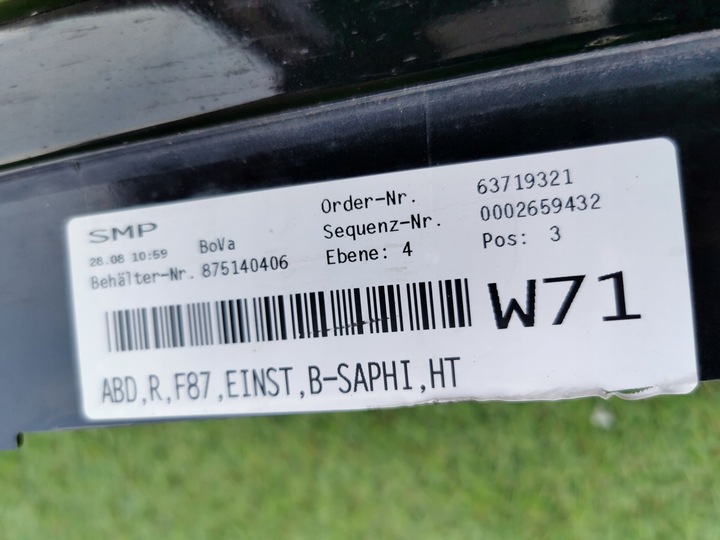 SMP
28.08 10:59 BoVa
Behälter-Nr. 875140406
Order-Nr. 63719321
Sequenz-Nr. 0002659432
Ebene: 4 Pos: 3
W71
ABD,R,F87,EINST,B-SAPHI,HT